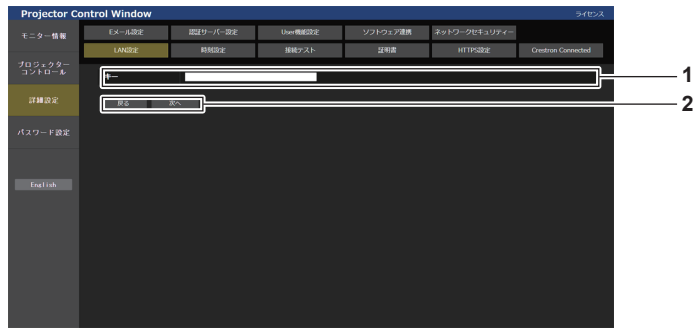 Projector Control Window ライセンス
モニター情報
Eメール設定 認証サーバー設定 User機能設定 ソフトウェア連携 ネットワークセキュリティー
LAN設定 時刻設定 接続テスト 証明書 HTTPS設定 Crestron Connected
プロジェクター
コントロール
キー
1
戻る 次へ
2
詳細設定
パスワード設定
English